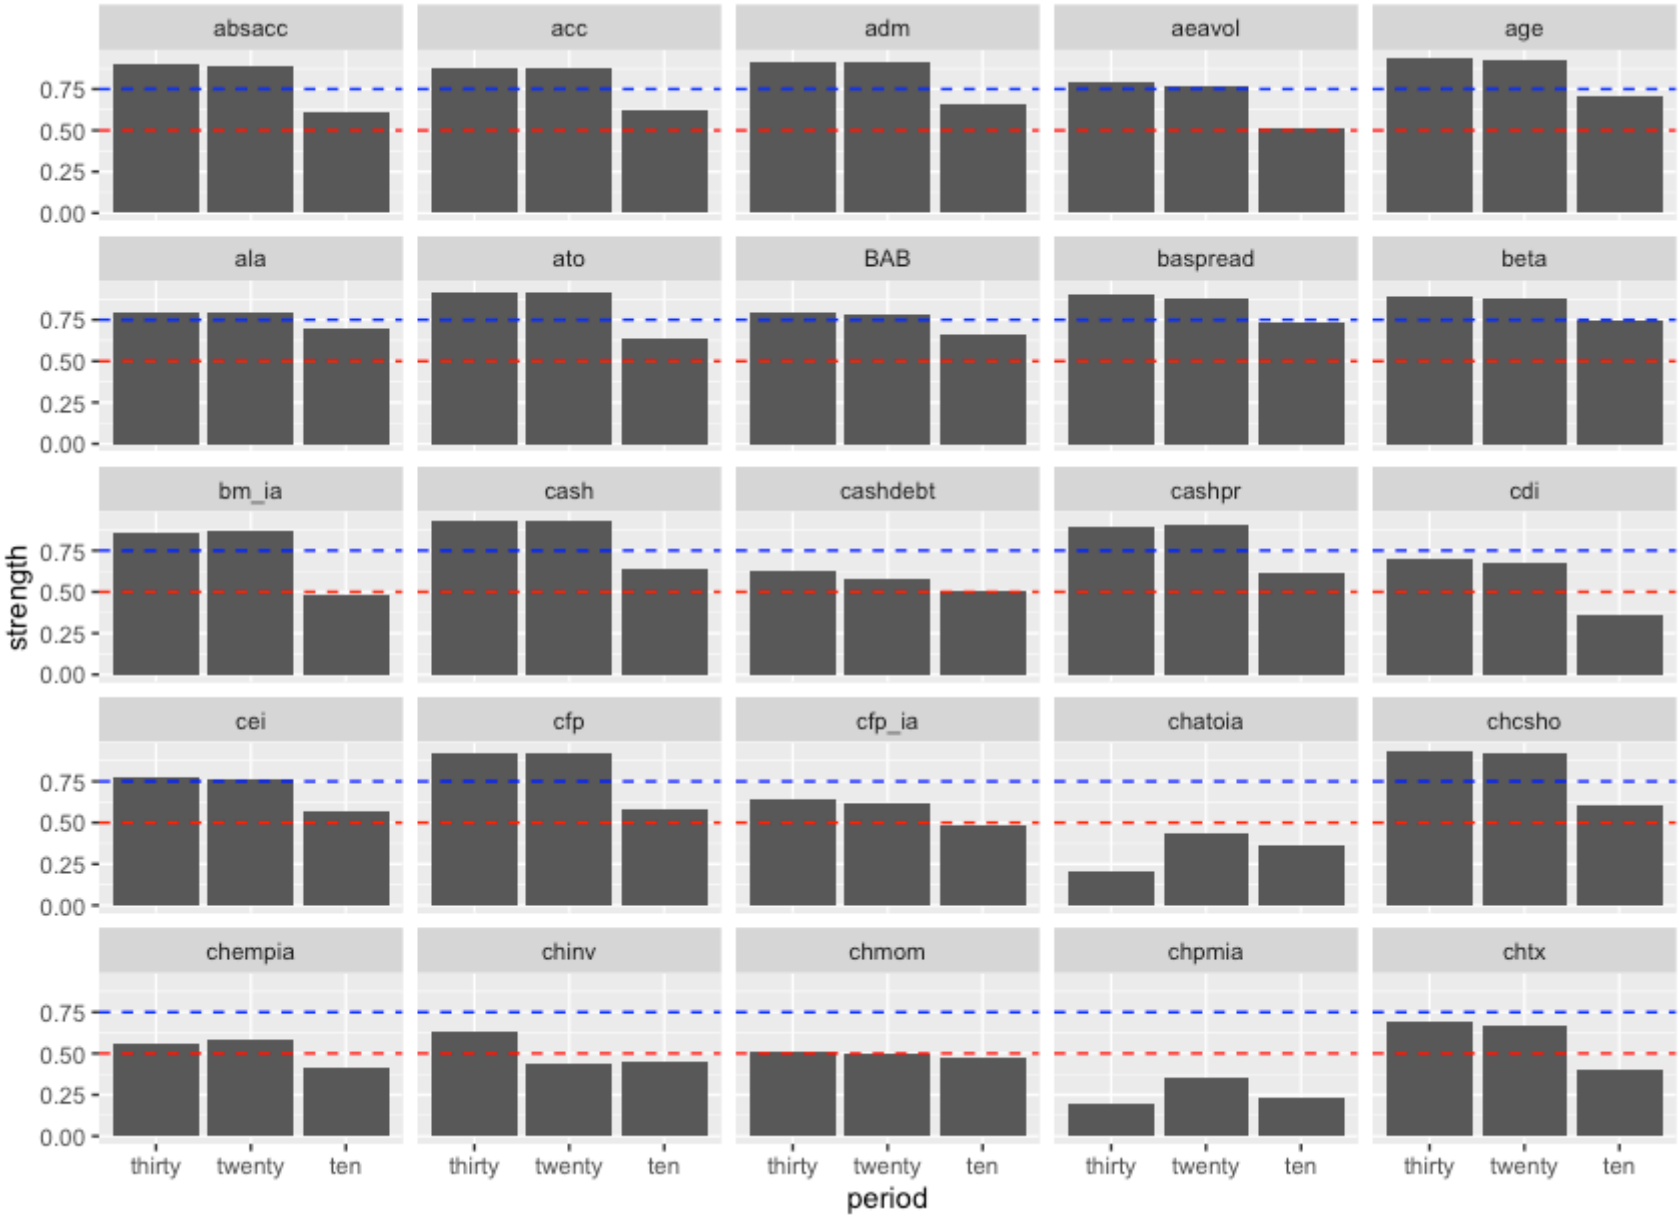 absacc acc adm aeavol age
0.75
0.50
0.25
0.00
ala ato BAB baspread beta
0.75
0.50
0.25
0.00
bm_ia cash cashdebt cashpr cdi
0.75
0.50
0.25
0.00
cei cfp cfp_ia chatoia chcsho
0.75
0.50
0.25
0.00
chempia chinv chmom chpmia chtx
0.75
0.50
0.25
0.00
thirty twenty ten thirty twenty ten thirty twenty ten thirty twenty ten thirty twenty ten
period
strength